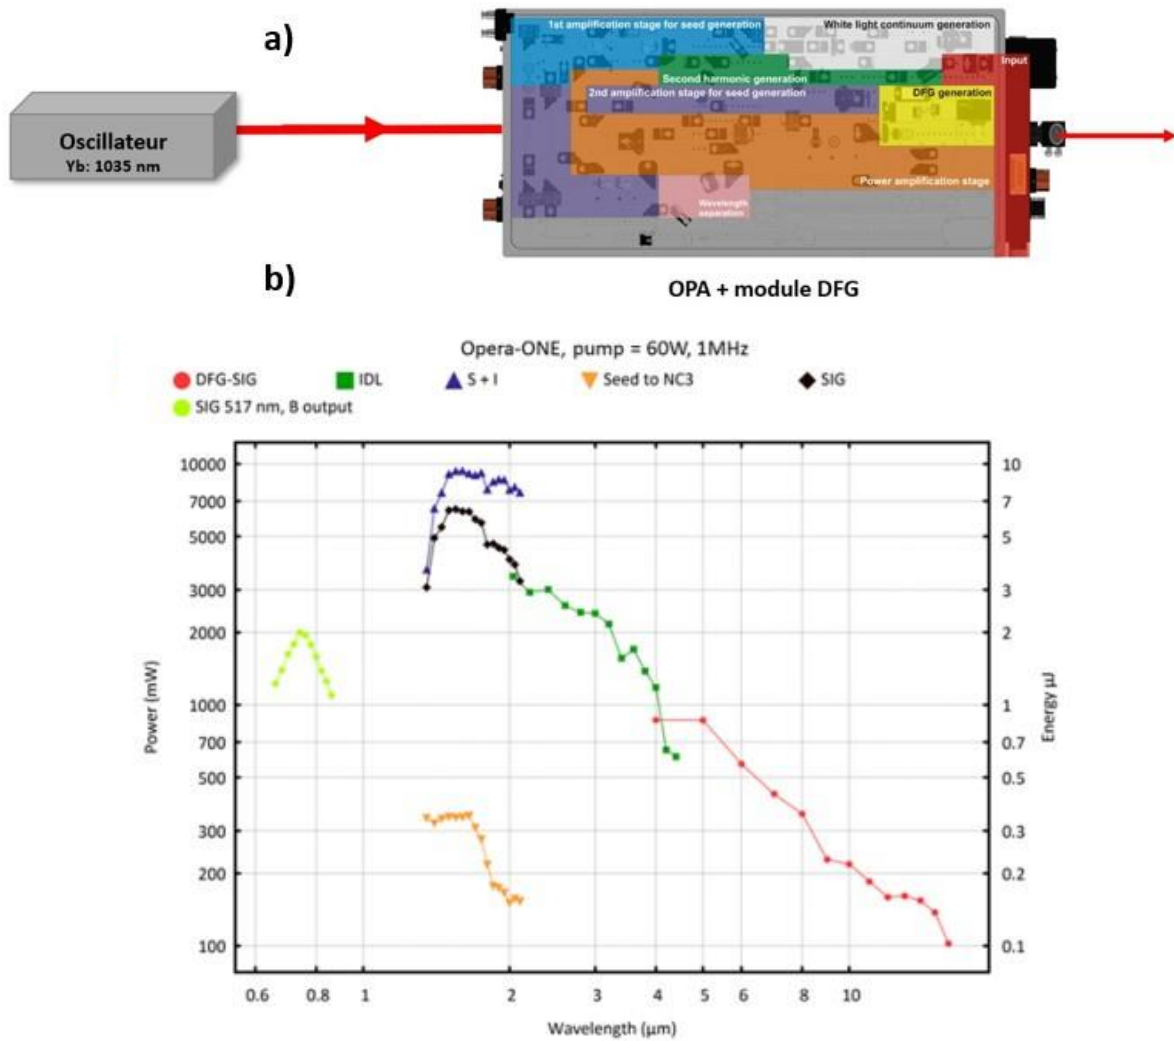 a)
1st amplification stage for seed generation
White light continuum generation
Input
Second harmonic generation
2nd amplification stage for seed generation
DFG generation
Oscillateur
Yb: 1035 nm
Power amplification stage
Wavelength
separation
b)
OPA + module DFG
Opera-ONE, pump = 60W, 1MHz
DFG-SIG
IDL
S + I
Seed to NC3
SIG
SIG 517 nm, B output
10000
10
7000
7
5000
5
3000
3
2000
2
1000
1
700
0.7
500
0.5
300
0.3
200
0.2
100
0.1
Power (mW)
Energy µJ
0.6 0.8 1 2 3 4 5 6 8 10
Wavelength (µm)